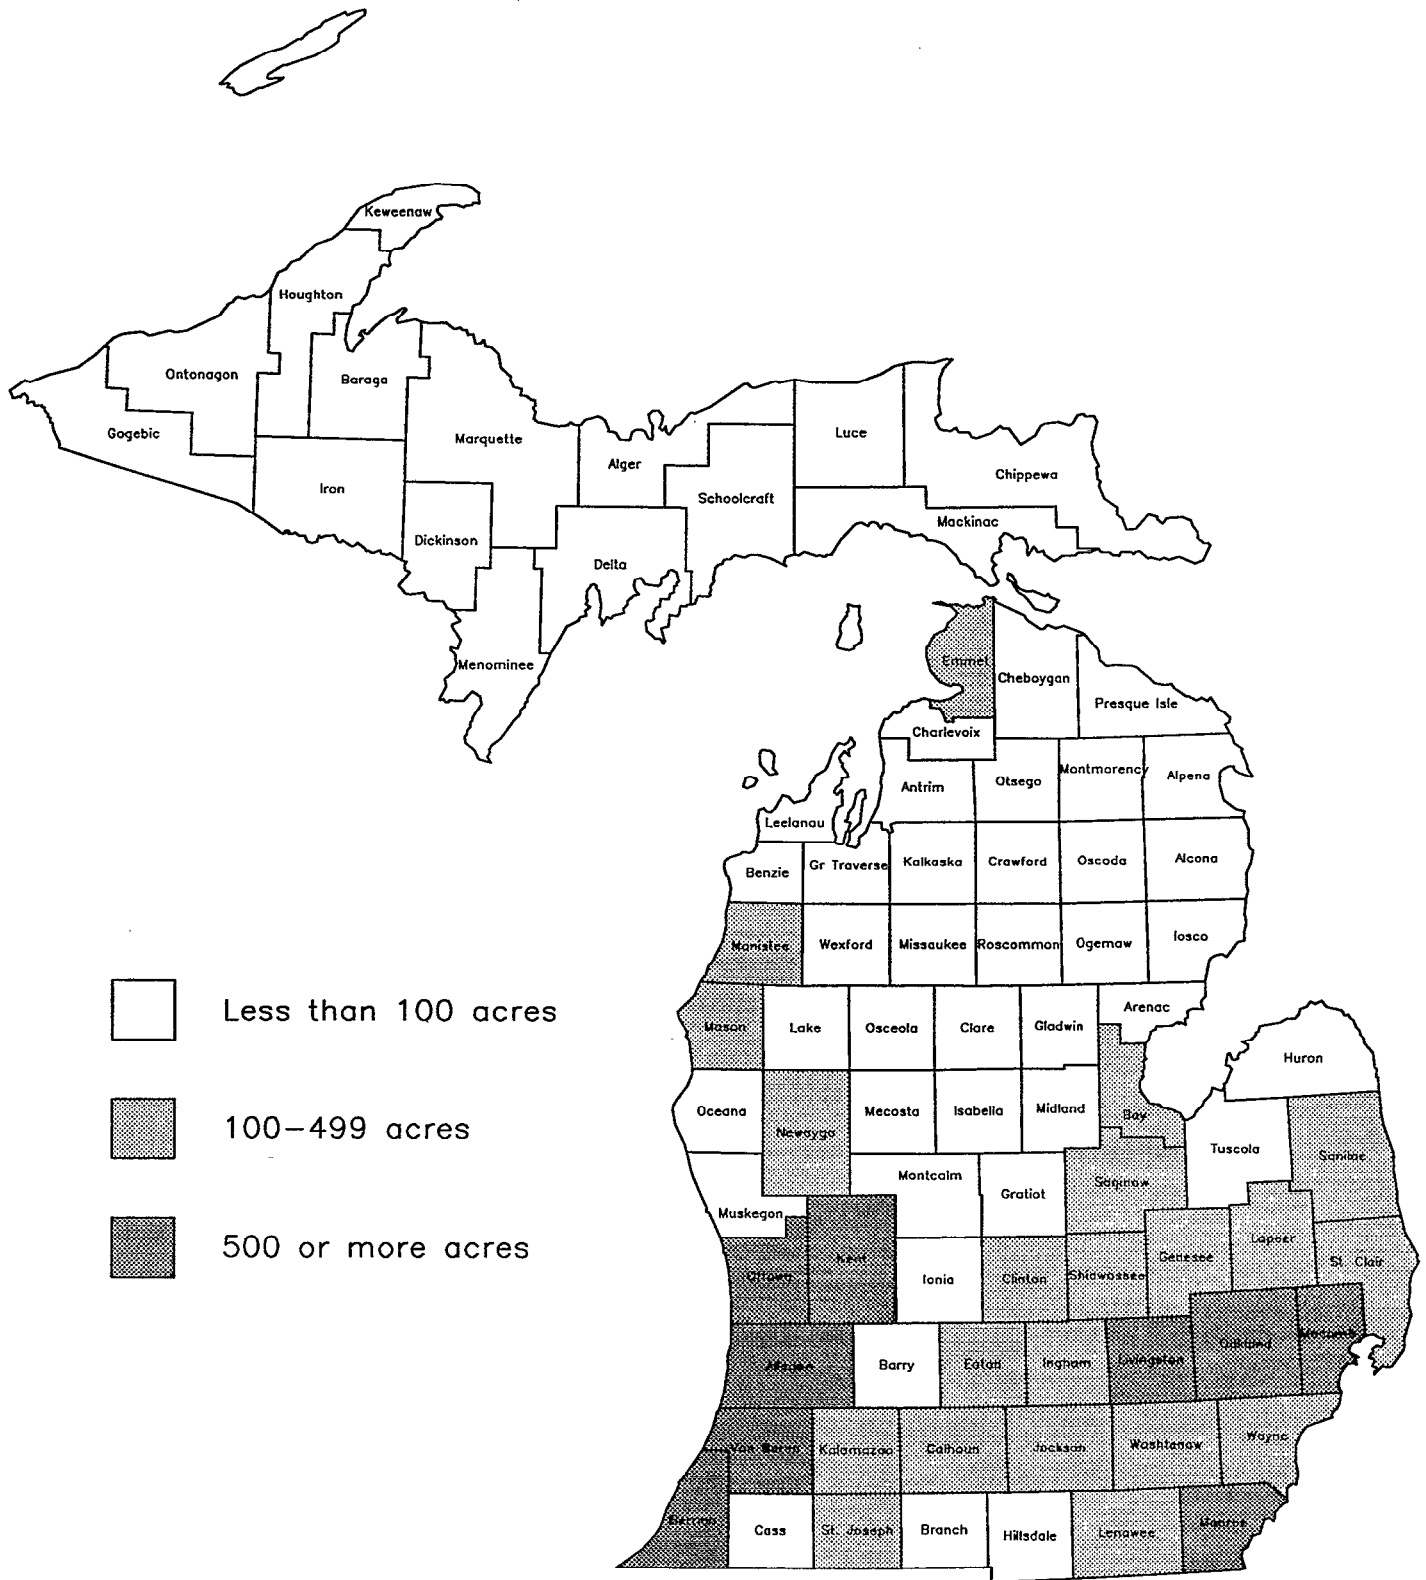 Keweenaw
Houghton
Ontonagon
Baraga
Gogebic
Marquette
Luce
Alger
Chippewa
Iron
Schoolcraft
Mackinac
Dickinson
Delta
Menominee
Emmet
Cheboygan
Presque Isle
Charlevoix
Antrim
Otsego
Montmorency
Alpena
Leelanau
Benzie
Gr Traverse
Kalkaska
Crawford
Oscoda
Alcona
Manistee
Wexford
Missaukee
Roscommon
Ogemaw
Iosco
Less than 100 acres
Mason
Lake
Osceola
Clare
Gladwin
Arenac
Huron
100-499 acres
Oceana
Newaygo
Mecosta
Isabella
Midland
Bay
Tuscola
Sanilac
Montcalm
Gratiot
Saginaw
Muskegon
500 or more acres
Ottawa
Kent
Ionia
Clinton
Shiawassee
Genesee
Lapeer
St. Clair
Allegan
Barry
Eaton
Ingham
Livingston
Oakland
Macomb
Van Buren
Kalamazoo
Calhoun
Jackson
Washtenaw
Wayne
Berrien
Cass
St. Joseph
Branch
Hillsdale
Lenawee
Monroe